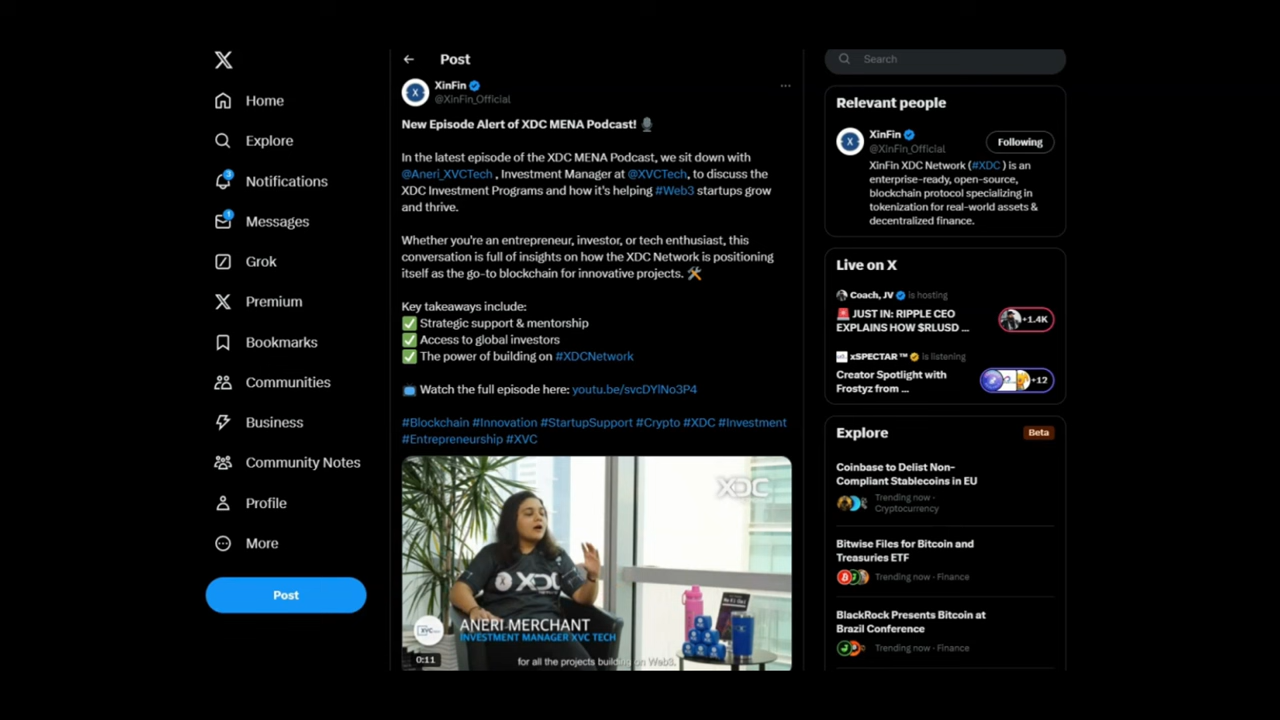 Home
Explore
3
Notifications
1
Messages
Grok
Premium
Bookmarks
Communities
Business
Community Notes
Profile
More
Post
Post
XinFin
@XinFin_Official
New Episode Alert of XDC MENA Podcast!
In the latest episode of the XDC MENA Podcast, we sit down with
@Aneri_XVCTech , Investment Manager at @XVCTech, to discuss the
XDC Investment Programs and how it's helping #Web3 startups grow
and thrive.
Whether you're an entrepreneur, investor, or tech enthusiast, this
conversation is full of insights on how the XDC Network is positioning
itself as the go-to blockchain for innovative projects.
Key takeaways include:
Strategic support & mentorship
Access to global investors
The power of building on #XDCNetwork
Watch the full episode here: youtu.be/svcDYlNo3P4
#Blockchain #Innovation #StartupSupport #Crypto #XDC #Investment
#Entrepreneurship #XVC
XDC
XDC
XVC
ANERI MERCHANT
INVESTMENT MANAGER XVC TECH
0:11
for all the projects building on Web3.
Search
Relevant people
XinFin
@XinFin_Official
Following
XinFin XDC Network (#XDC ) is an
enterprise-ready, open-source,
blockchain protocol specializing in
tokenization for real-world assets &
decentralized finance.
Live on X
Coach, JV is hosting
JUST IN: RIPPLE CEO
EXPLAINS HOW $RLUSD ...
+1.4K
xSPECTAR ™ is listening
Creator Spotlight with
Frostyz from ...
+12
Explore
Beta
Coinbase to Delist Non-
Compliant Stablecoins in EU
Trending now ·
Cryptocurrency
Bitwise Files for Bitcoin and
Treasuries ETF
Trending now · Finance
BlackRock Presents Bitcoin at
Brazil Conference
Trending now · Finance